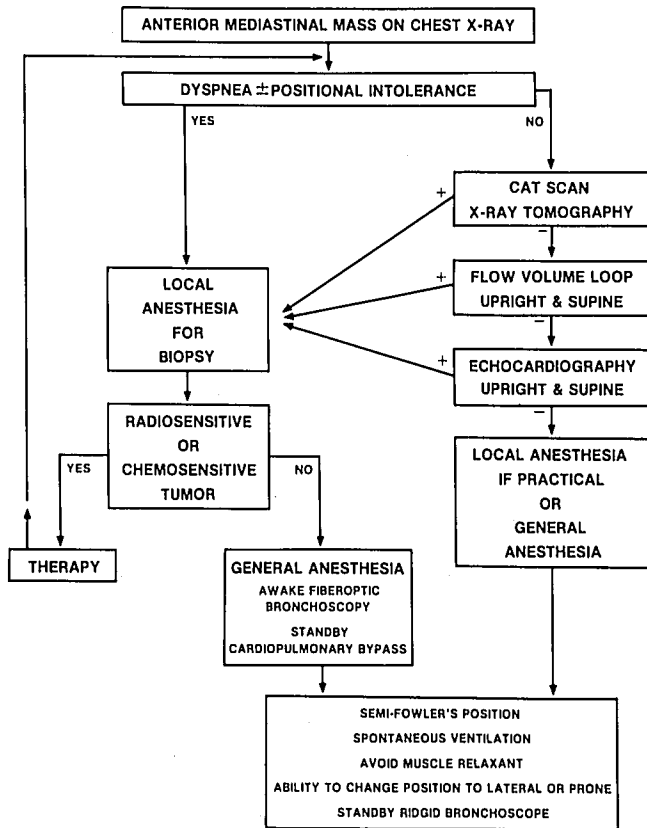 ANTERIOR MEDIASTINAL MASS ON CHEST X-RAY
DYSPNEA ± POSITIONAL INTOLERANCE
YES
NO
CAT SCAN
X-RAY TOMOGRAPHY
+
−
FLOW VOLUME LOOP
UPRIGHT & SUPINE
+
−
ECHOCARDIOGRAPHY
UPRIGHT & SUPINE
+
−
LOCAL
ANESTHESIA
FOR
BIOPSY
RADIOSENSITIVE
OR
CHEMOSENSITIVE
TUMOR
YES
NO
LOCAL ANESTHESIA
IF PRACTICAL
OR
GENERAL
ANESTHESIA
THERAPY
GENERAL ANESTHESIA
AWAKE FIBEROPTIC
BRONCHOSCOPY
STANDBY
CARDIOPULMONARY BYPASS
SEMI-FOWLER'S POSITION
SPONTANEOUS VENTILATION
AVOID MUSCLE RELAXANT
ABILITY TO CHANGE POSITION TO LATERAL OR PRONE
STANDBY RIDGID BRONCHOSCOPE